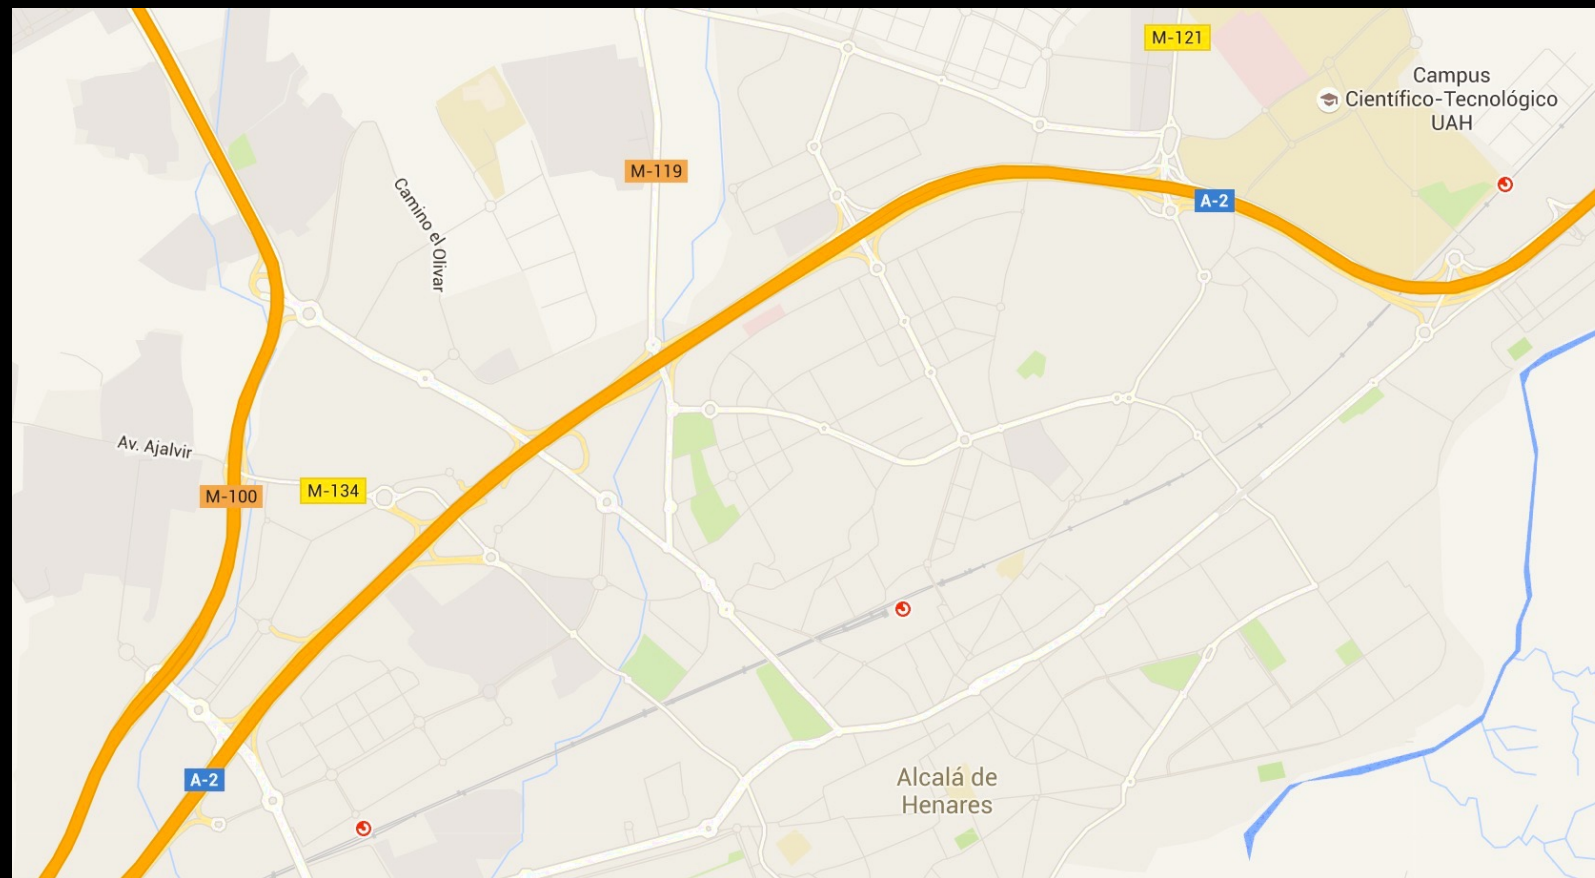 M-121
Campus
Científico-Tecnológico
UAH
M-119
Camino el Olivar
A-2
Av. Ajalvir
M-100
M-134
A-2
Alcalá de
Henares